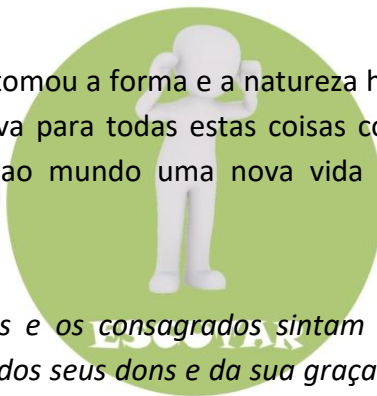 tomou a forma e a natureza h
va para todas estas coisas co
ao mundo uma nova vida
s e os consagrados sintam
ESCUTAR
dos seus dons e da sua graça